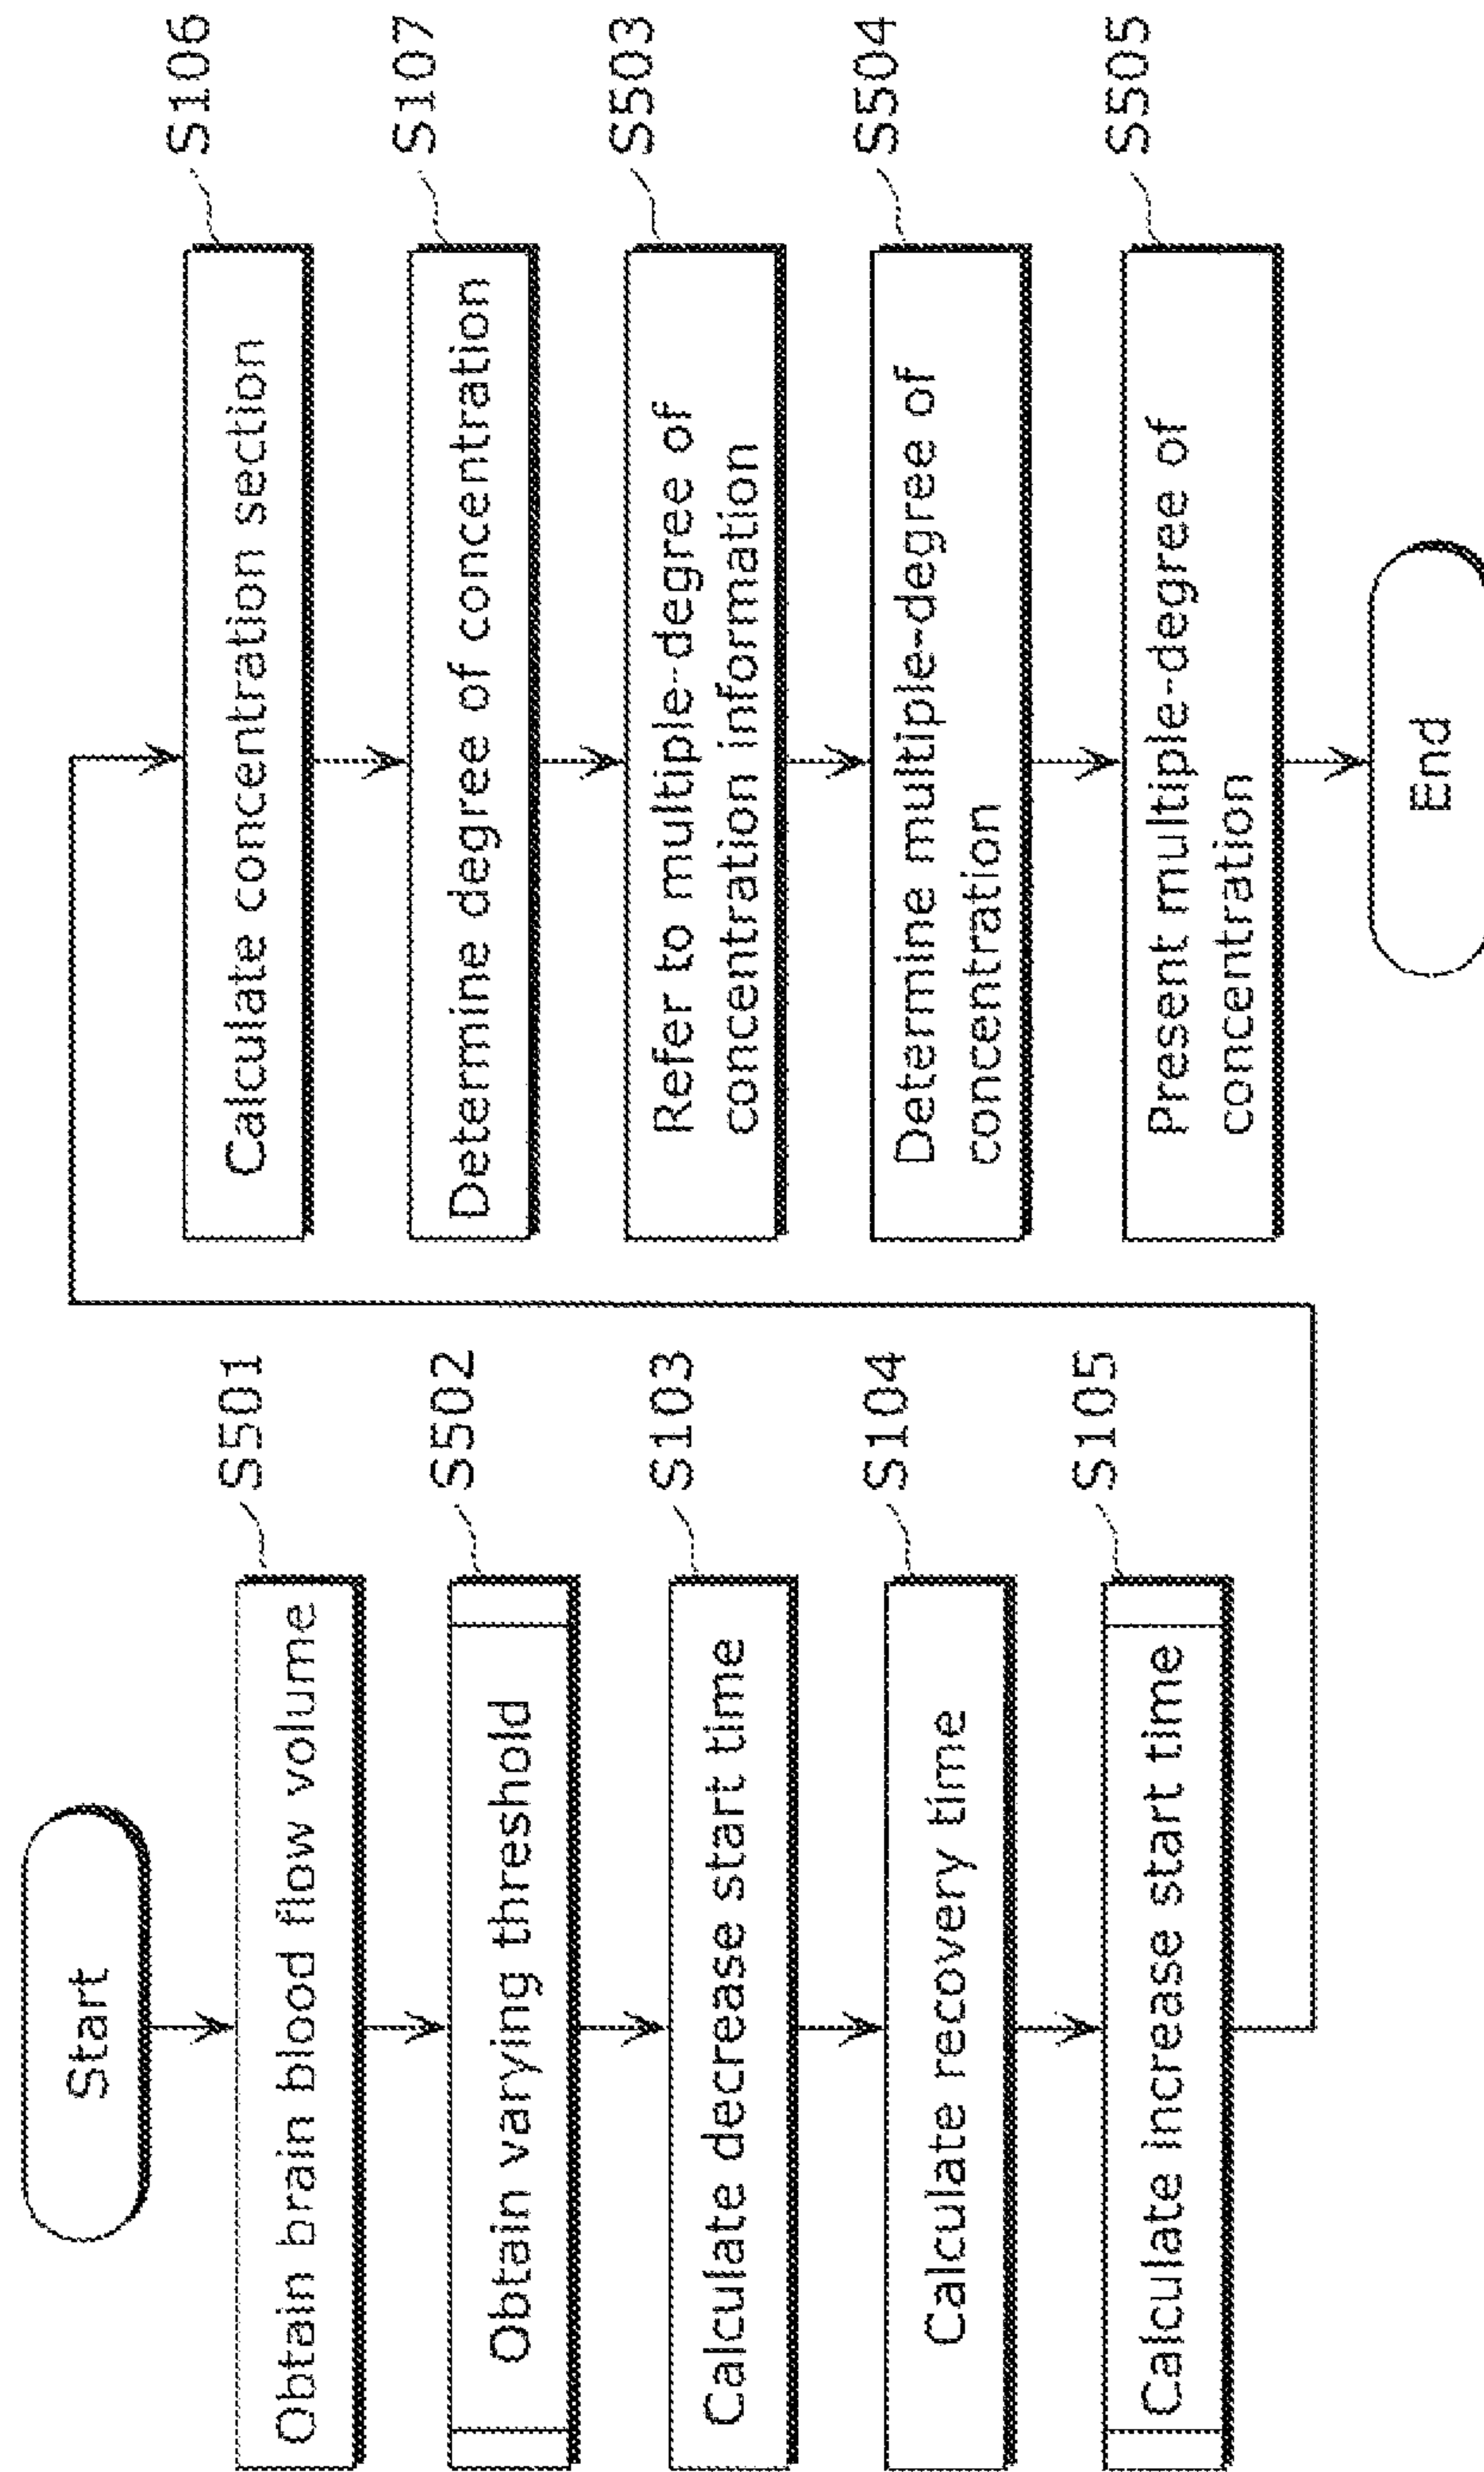 Start
Obtain brain blood flow volume
S501
Obtain varying threshold
S502
Calculate decrease start time
S103
Calculate recovery time
S104
Calculate increase start time
S105
Calculate concentration section
S106
Determine degree of concentration
S107
Refer to multiple-degree of
concentration information
S503
Determine multiple-degree of
concentration
S504
Present multiple-degree of
concentration
S505
End